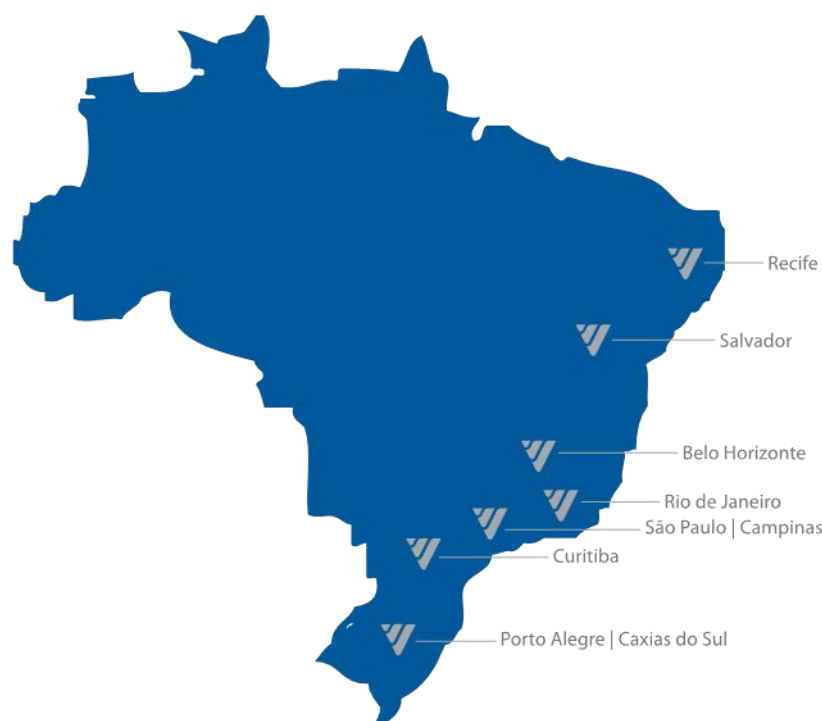 Recife
Salvador
Belo Horizonte
Rio de Janeiro
São Paulo | Campinas
Curitiba
Porto Alegre | Caxias do Sul